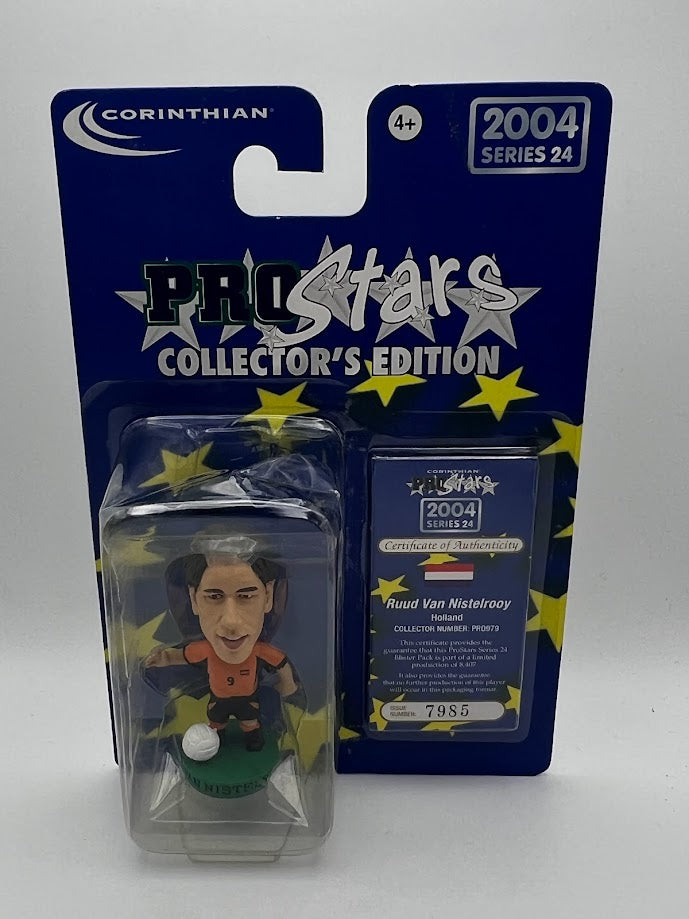 CORINTHIAN
4+
2004
SERIES 24
PROStars
COLLECTOR'S EDITION
CORINTHIAN
PROStars
2004
SERIES 24
Certificate of Authenticity
Ruud Van Nistelrooy
Holland
COLLECTOR NUMBER: PRO979
This certificate provides the
guarantee that this ProStars Series 24
Blister Pack is part of a limited
production of 8,407
It also provides the guarantee
that no further production of this player
will occur in this packaging format.
ISSUE
NUMBER: 7985
9